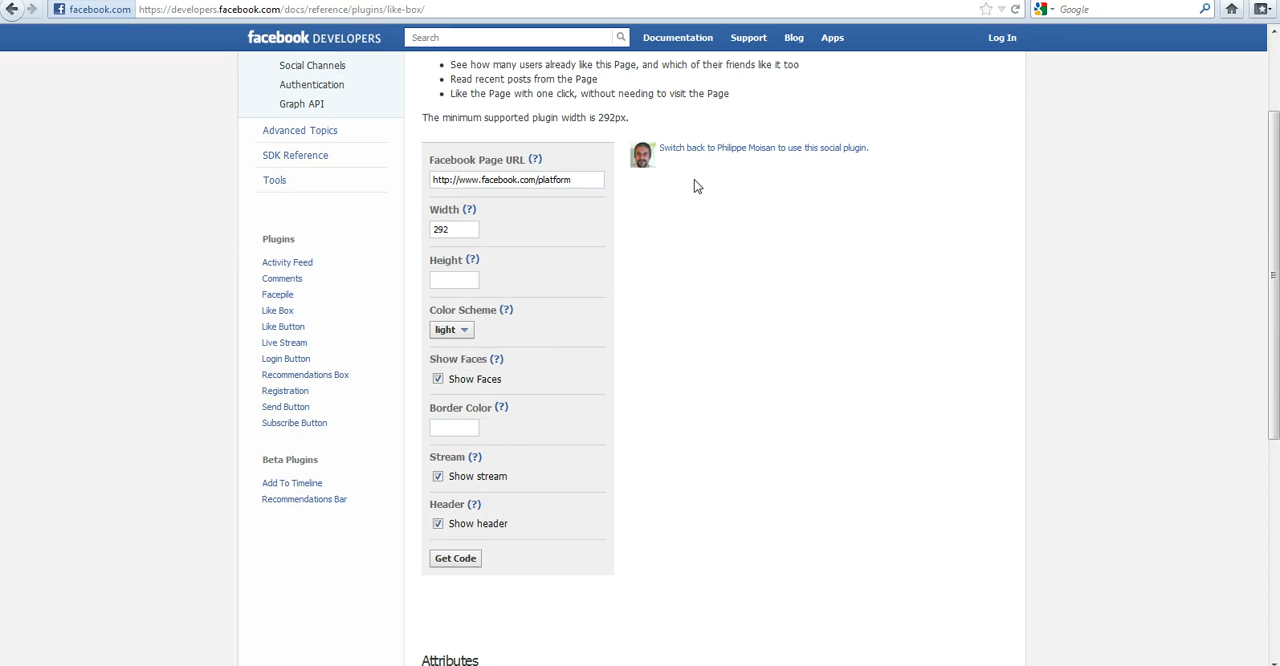 facebook.com https://developers.facebook.com/docs/reference/plugins/like-box/ Google
facebook DEVELOPERS Search Documentation Support Blog Apps Log In
Social Channels
Authentication
Graph API
Advanced Topics
SDK Reference
Tools
Plugins
Activity Feed
Comments
Facepile
Like Box
Like Button
Live Stream
Login Button
Recommendations Box
Registration
Send Button
Subscribe Button
Beta Plugins
Add To Timeline
Recommendations Bar
• See how many users already like this Page, and which of their friends like it too
• Read recent posts from the Page
• Like the Page with one click, without needing to visit the Page
The minimum supported plugin width is 292px.
Facebook Page URL (?)
http://www.facebook.com/platform
Width (?)
292
Height (?)
Color Scheme (?)
light
Show Faces (?)
Show Faces
Border Color (?)
Stream (?)
Show stream
Header (?)
Show header
Get Code
Switch back to Philippe Moisan to use this social plugin.
Attributes